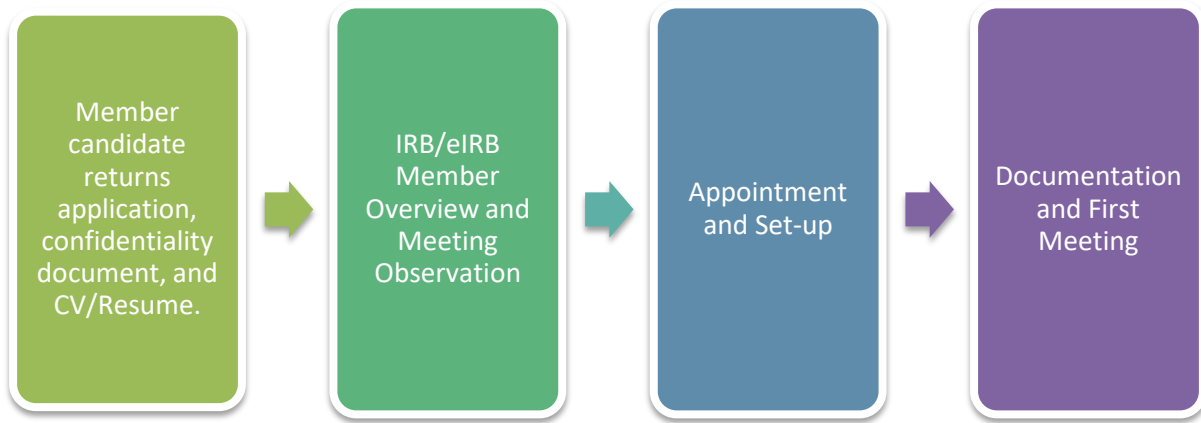 Member
candidate
returns
application,
confidentiality
document, and
CV/Resume.
IRB/eIRB
Member
Overview and
Meeting
Observation
Appointment
and Set-up
Documentation
and First
Meeting